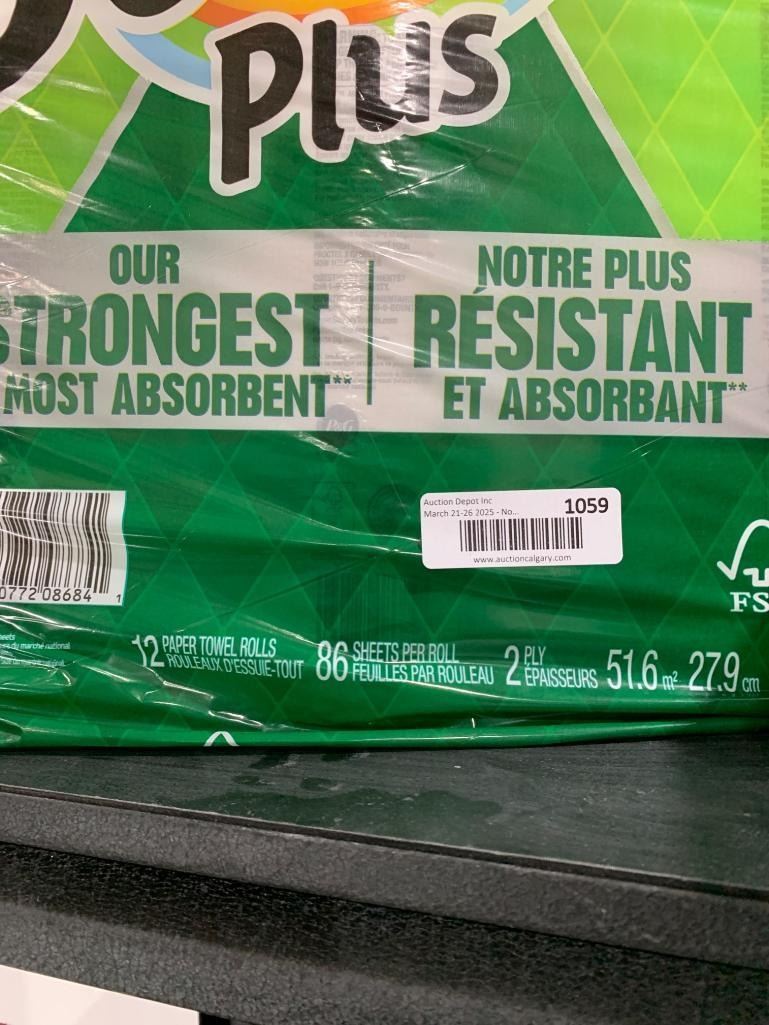 Plus
OUR
STRONGEST
MOST ABSORBENT**
NOTRE PLUS
RÉSISTANT
ET ABSORBANT**
P&G
Auction Depot Inc
March 21-26 2025 - No...
1059
www.auctioncalgary.com
0772 08684 1
FS
12 PAPER TOWEL ROLLS
ROULEAUX D'ESSUIE-TOUT
86 SHEETS PER ROLL
FEUILLES PAR ROULEAU
2 PLY
ÉPAISSEURS
51.6 m² 27.9 cm